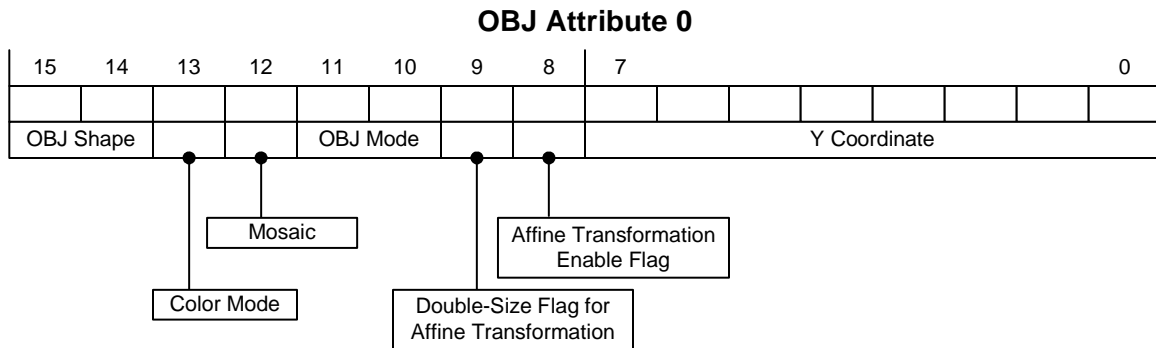 OBJ Attribute 0
15 14 13 12 11 10 9 8 7 0
OBJ Shape OBJ Mode Y Coordinate
Mosaic
Affine Transformation
Enable Flag
Color Mode
Double-Size Flag for
Affine Transformation